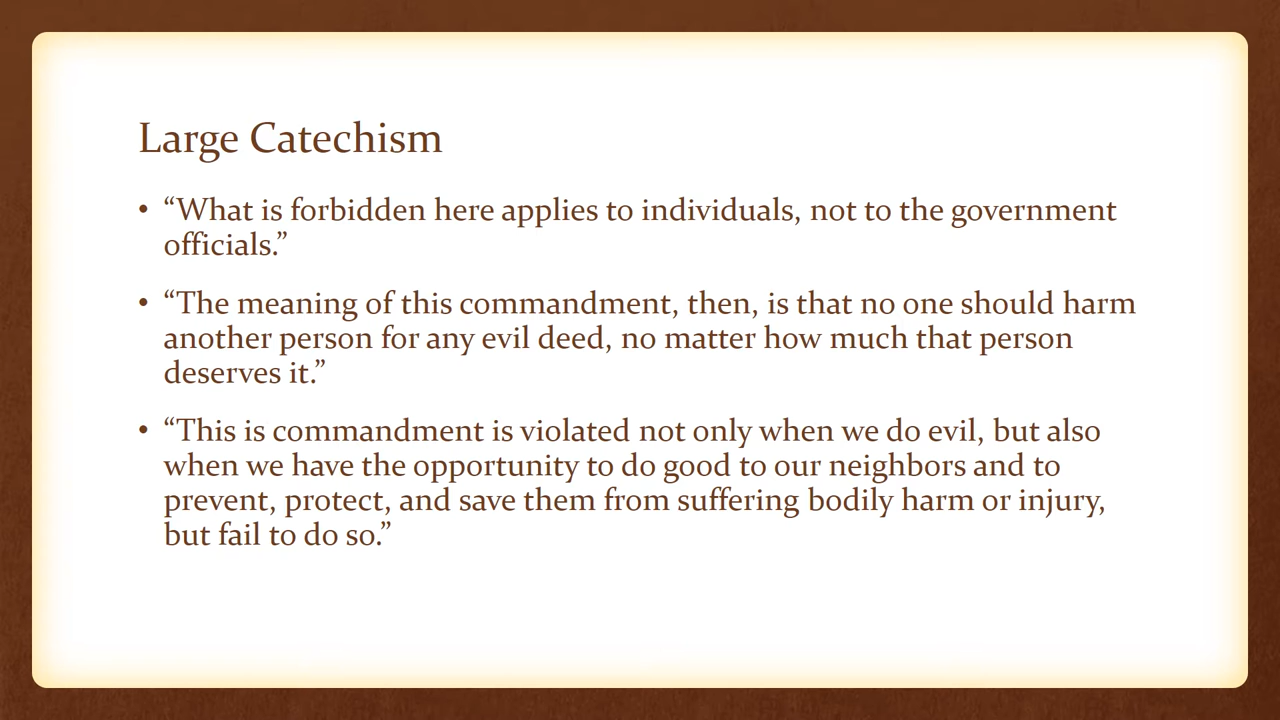 Large Catechism
• “What is forbidden here applies to individuals, not to the government
officials.”
• “The meaning of this commandment, then, is that no one should harm
another person for any evil deed, no matter how much that person
deserves it.”
• “This is commandment is violated not only when we do evil, but also
when we have the opportunity to do good to our neighbors and to
prevent, protect, and save them from suffering bodily harm or injury,
but fail to do so.”